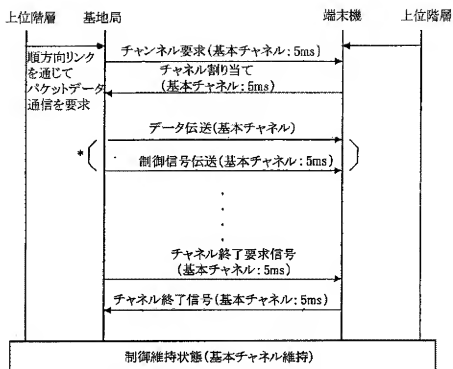 上位階層 基地局 端末機 上位階層
順方向リンク
を通じて
パケットデータ
通信を要求
チャンネル要求(基本チャネル:5ms)
チャネル割り当て
(基本チャネル:5ms)
データ伝送(基本チャネル)
*
制御信号伝送(基本チャネル:5ms)
チャネル終了要求信号
(基本チャネル:5ms)
チャネル終了信号(基本チャネル:5ms)
制御維持状態(基本チャネル維持)